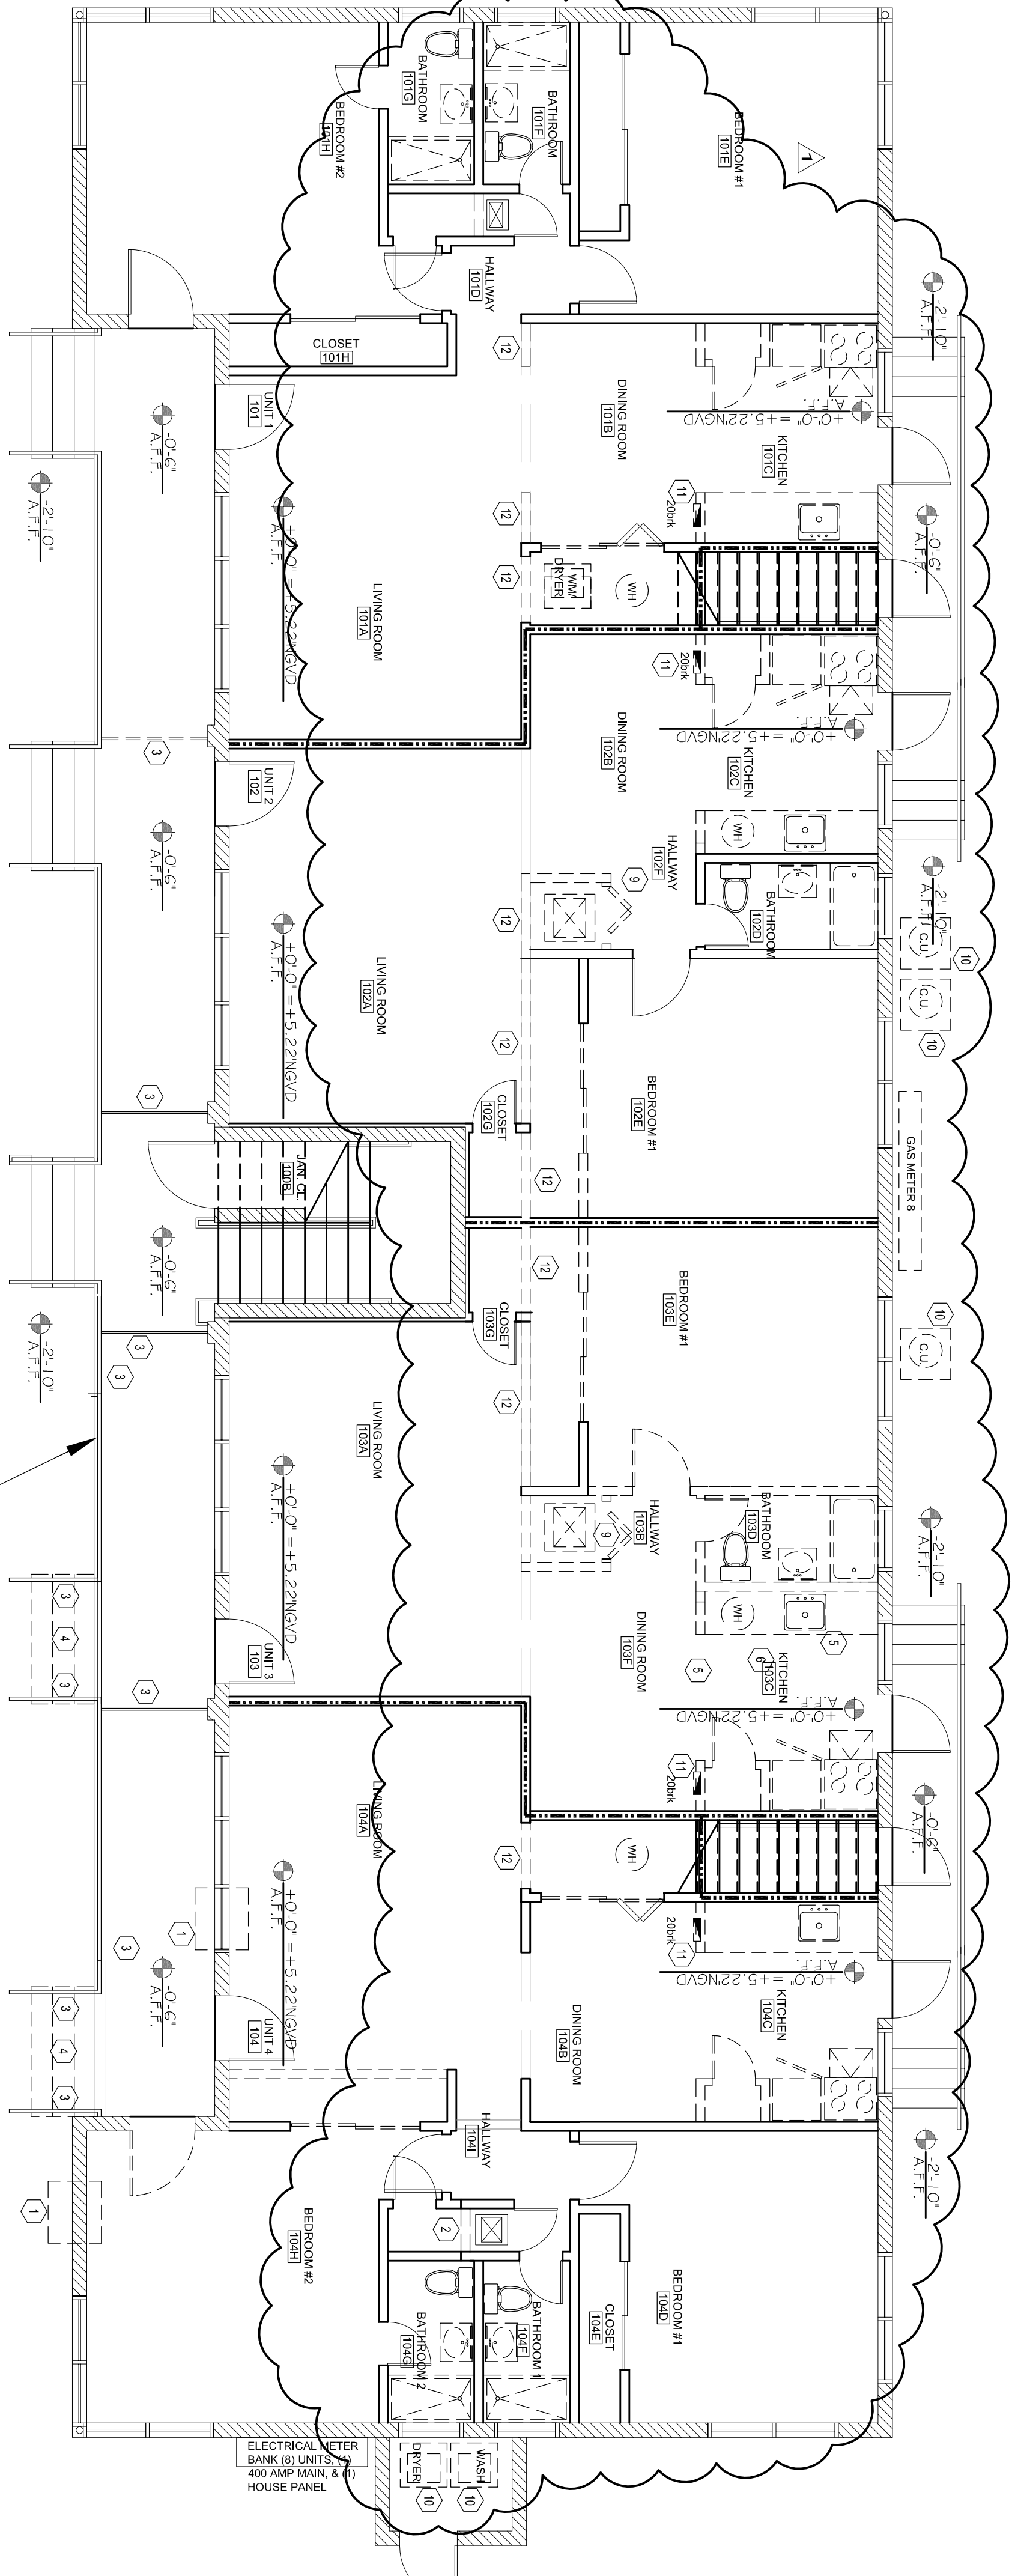 BATHROOM
101G
BATHROOM
101F
BEDROOM #2
101H
BEDROOM #1
101E
1
HALLWAY
101D
-2'-10"
A.F.F.
CLOSET
101H
12
DINING ROOM
101B
+0'-0" =+5.22'NGVD
A.F.F.
KITCHEN
101C
UNIT 1
101
-0'-6"
A.F.F.
-2'-10"
A.F.F.
+0'-0" =+5.22'NGVD
A.F.F.
11
20brk
12
-0'-6"
A.F.F.
12
WM/
DRYER
WH
LIVING ROOM
101A
11
20brk
DINING ROOM
102B
+0'-0" =+5.22'NGVD
A.F.F.
KITCHEN
102C
3
UNIT 2
102
-0'-6"
A.F.F.
WH
HALLWAY
102F
9
12
BATHROOM
102D
-2'-10"
A.F.F.
C.U.
10
C.U.
10
+0'-0" =+5.22'NGVD
A.F.F.
LIVING ROOM
102A
12
BEDROOM #1
102E
CLOSET
102G
3
12
GAS METER 8
JAN. CL.
100B
-0'-6"
A.F.F.
12
BEDROOM #1
103E
CLOSET
103G
-2'-10"
A.F.F.
3
3
10
C.U.
12
LIVING ROOM
103A
+0'-0" =+5.22'NGVD
A.F.F.
HALLWAY
103B
9
BATHROOM
103D
-2'-10"
A.F.F.
WH
DINING ROOM
103F
5
5
6
KITCHEN
103C
+0'-0" =+5.22'NGVD
A.F.F.
3
4
3
3
UNIT 3
103
11
20brk
LIVING ROOM
104A
-0'-6"
A.F.F.
12
WH
+0'-0" =+5.22'NGVD
A.F.F.
1
3
-0'-6"
A.F.F.
20brk
11
+0'-0" =+5.22'NGVD
A.F.F.
KITCHEN
104C
DINING ROOM
104B
UNIT 4
104
3
4
3
HALLWAY
104i
-2'-10"
A.F.F.
1
2
BEDROOM #2
104H
BEDROOM #1
104D
CLOSET
104E
BATHROOM 1
104F
BATHROOM 2
104G
ELECTRICAL METER
BANK (8) UNITS, (1)
400 AMP MAIN, & (1)
HOUSE PANEL
DRYER
WASH
10
10